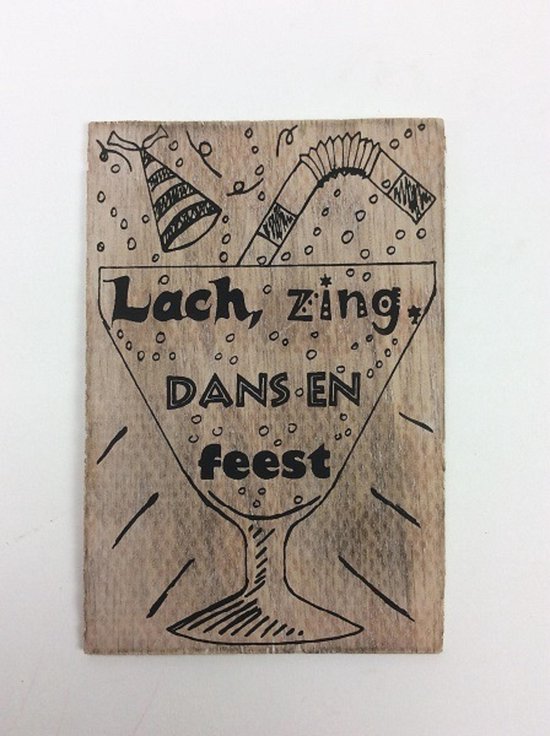 Lach, zing,
DANS EN
feest